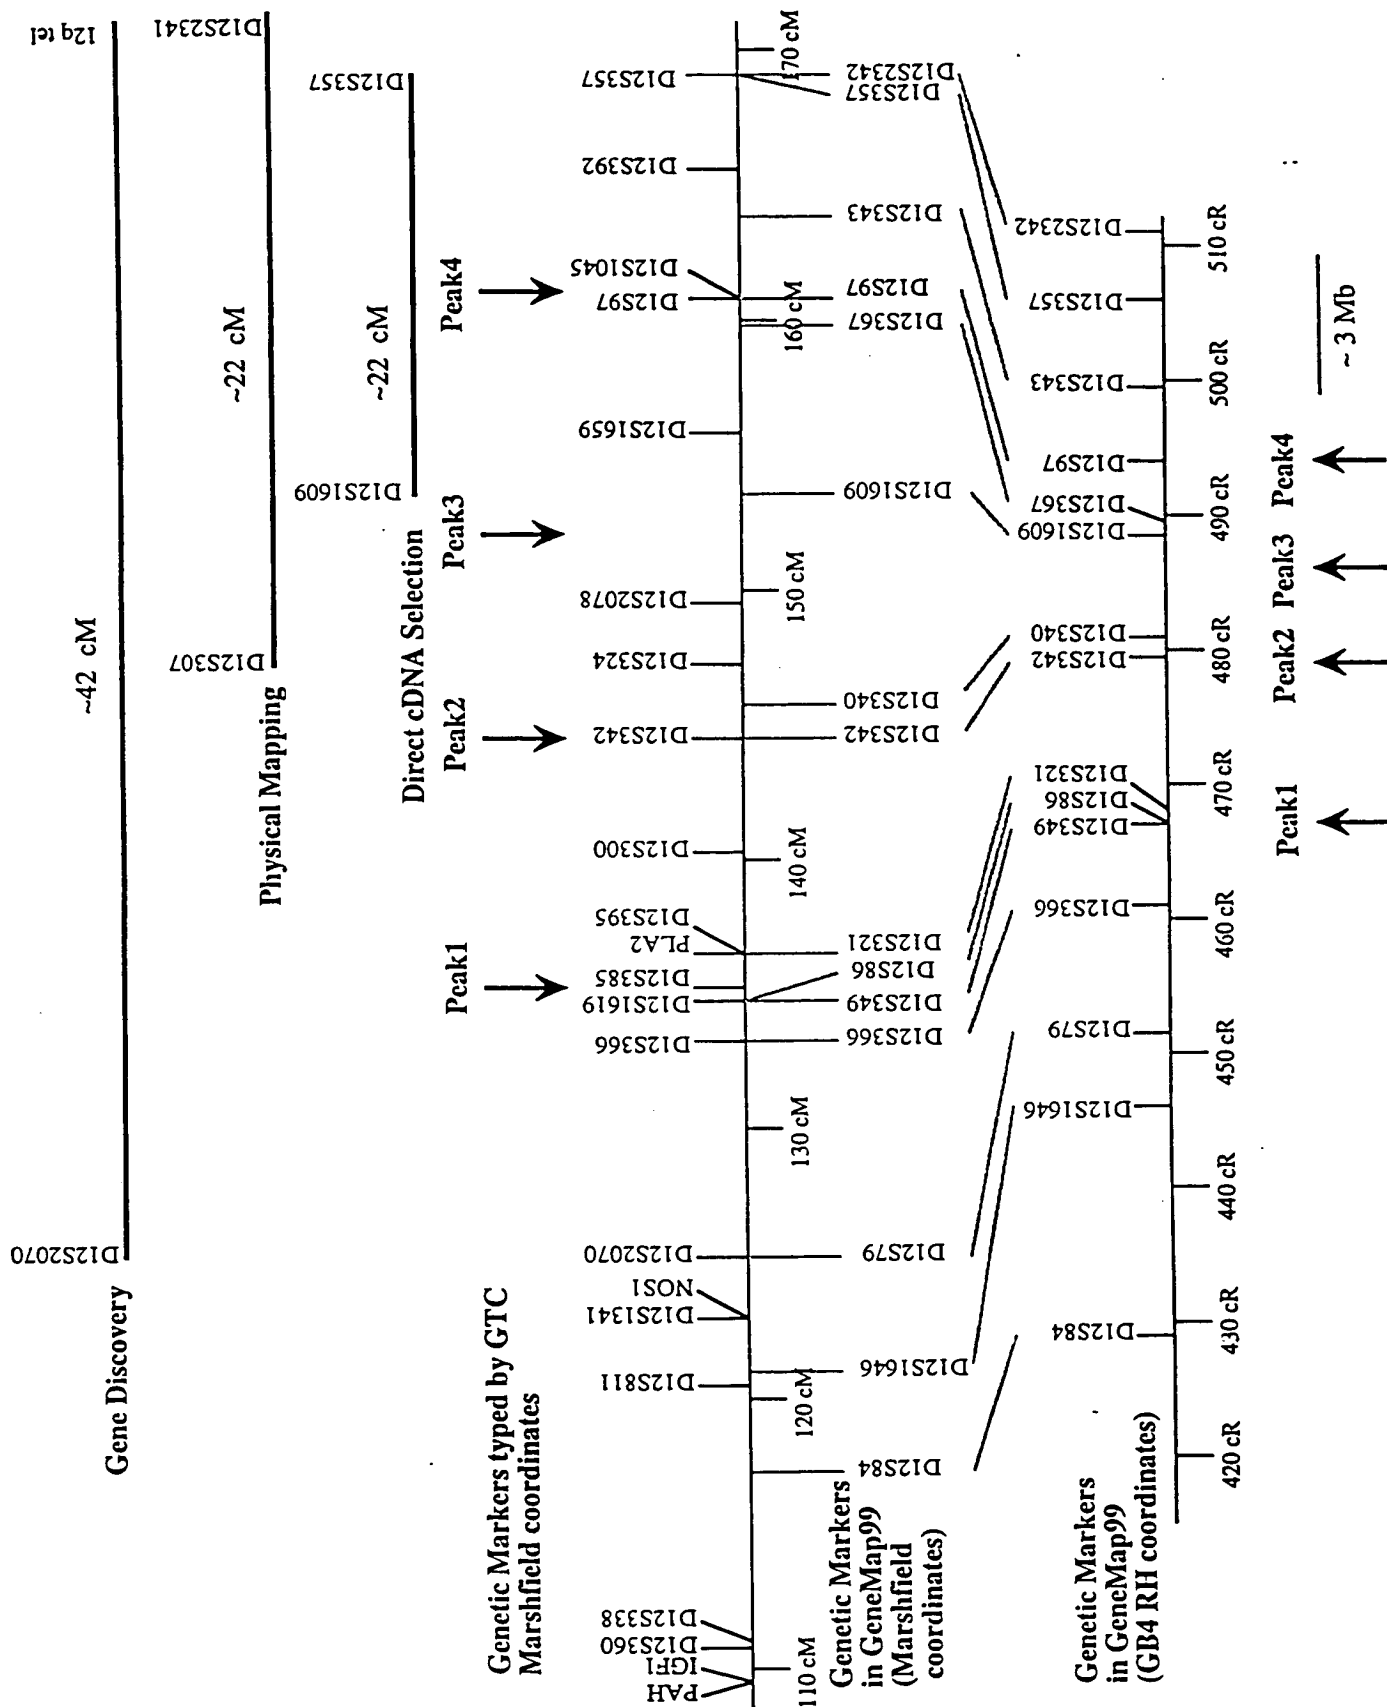 Gene Discovery
D12S2070
~42 cM
12q tel
Physical Mapping
D12S307
~22 cM
D12S2341
Direct cDNA Selection
D12S1609
~22 cM
D12S357
Peak1
Peak2
Peak3
Peak4
Genetic Markers typed by GTC
Marshfield coordinates
PAH
IGF1
D12S360
D12S338
D12S811
D12S1341
NOS1
D12S2070
D12S366
D12S1619
D12S385
PLA2
D12S395
D12S300
D12S342
D12S324
D12S2078
D12S1659
D12S97
D12S1045
D12S392
D12S357
110 cM
120 cM
130 cM
140 cM
150 cM
160 cM
170 cM
Genetic Markers
in GeneMap99
(Marshfield
coordinates)
D12S84
D12S1646
D12S79
D12S366
D12S349
D12S86
D12S321
D12S342
D12S340
D12S1609
D12S367
D12S97
D12S343
D12S357
D12S2342
Genetic Markers
in GeneMap99
(GB4 RH coordinates)
D12S84
D12S1646
D12S79
D12S366
D12S349
D12S86
D12S321
D12S342
D12S340
D12S1609
D12S367
D12S97
D12S343
D12S357
D12S2342
420 cR
430 cR
440 cR
450 cR
460 cR
470 cR
480 cR
490 cR
500 cR
510 cR
Peak1
Peak2
Peak3
Peak4
~ 3 Mb